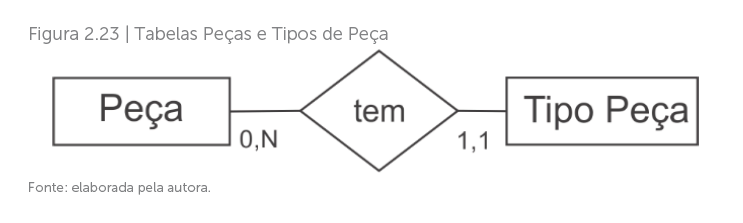 Figura 2.23 | Tabelas Peças e Tipos de Peça
Peça
tem
Tipo Peça
0,N
1,1
Fonte: elaborada pela autora.